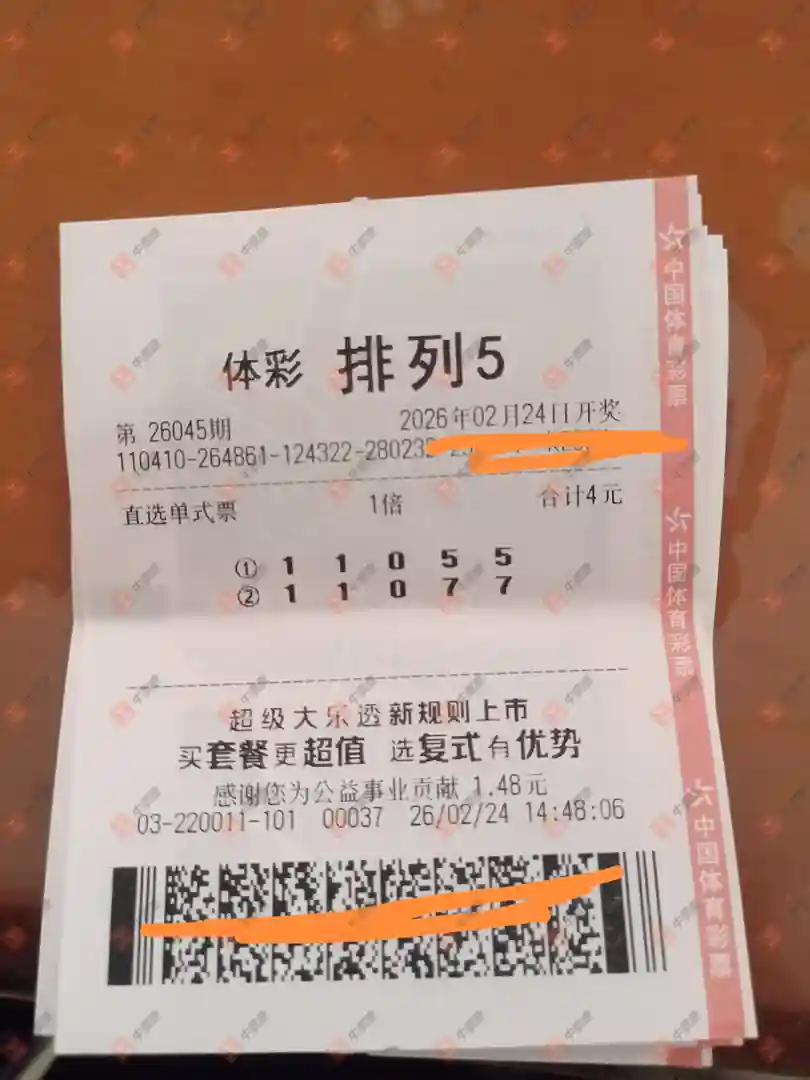 体彩 排列5
第 26045期 2026年02月24日开奖
110410-264861-124322-28023
直选单式票 1倍 合计4元
① 1 1 0 5 5
② 1 1 0 7 7
超级大乐透新规则上市
买套餐更超值 选复式有优势
感谢您为公益事业贡献 1.48元
03-220011-101 00037 26/02/24 14:48:06
中国体育彩票
中国体育彩票
中国体育彩票